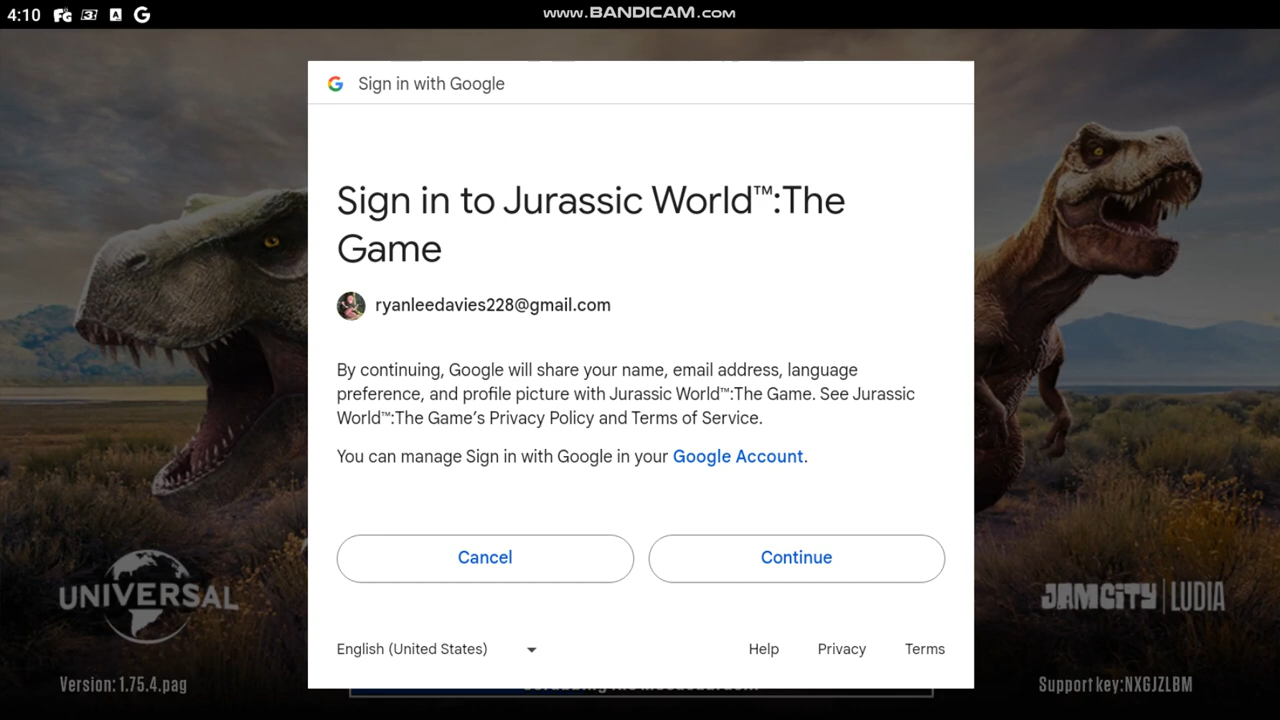 4:10
WWW.BANDICAM.COM
Sign in with Google
Sign in to Jurassic World™:The
Game
ryanleedavies228@gmail.com
By continuing, Google will share your name, email address, language
preference, and profile picture with Jurassic World™:The Game. See Jurassic
World™:The Game's Privacy Policy and Terms of Service.
You can manage Sign in with Google in your Google Account.
Cancel
Continue
UNIVERSAL
JAMCITY | LUDIA
English (United States)
Help
Privacy
Terms
Version: 1.75.4.pag
Support key:NXGJZLBM